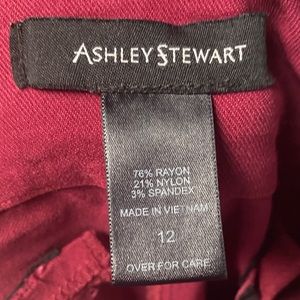 ASHLEY STEWART
76% RAYON
21% NYLON
3% SPANDEX
MADE IN VIETNAM
12
OVER FOR CARE